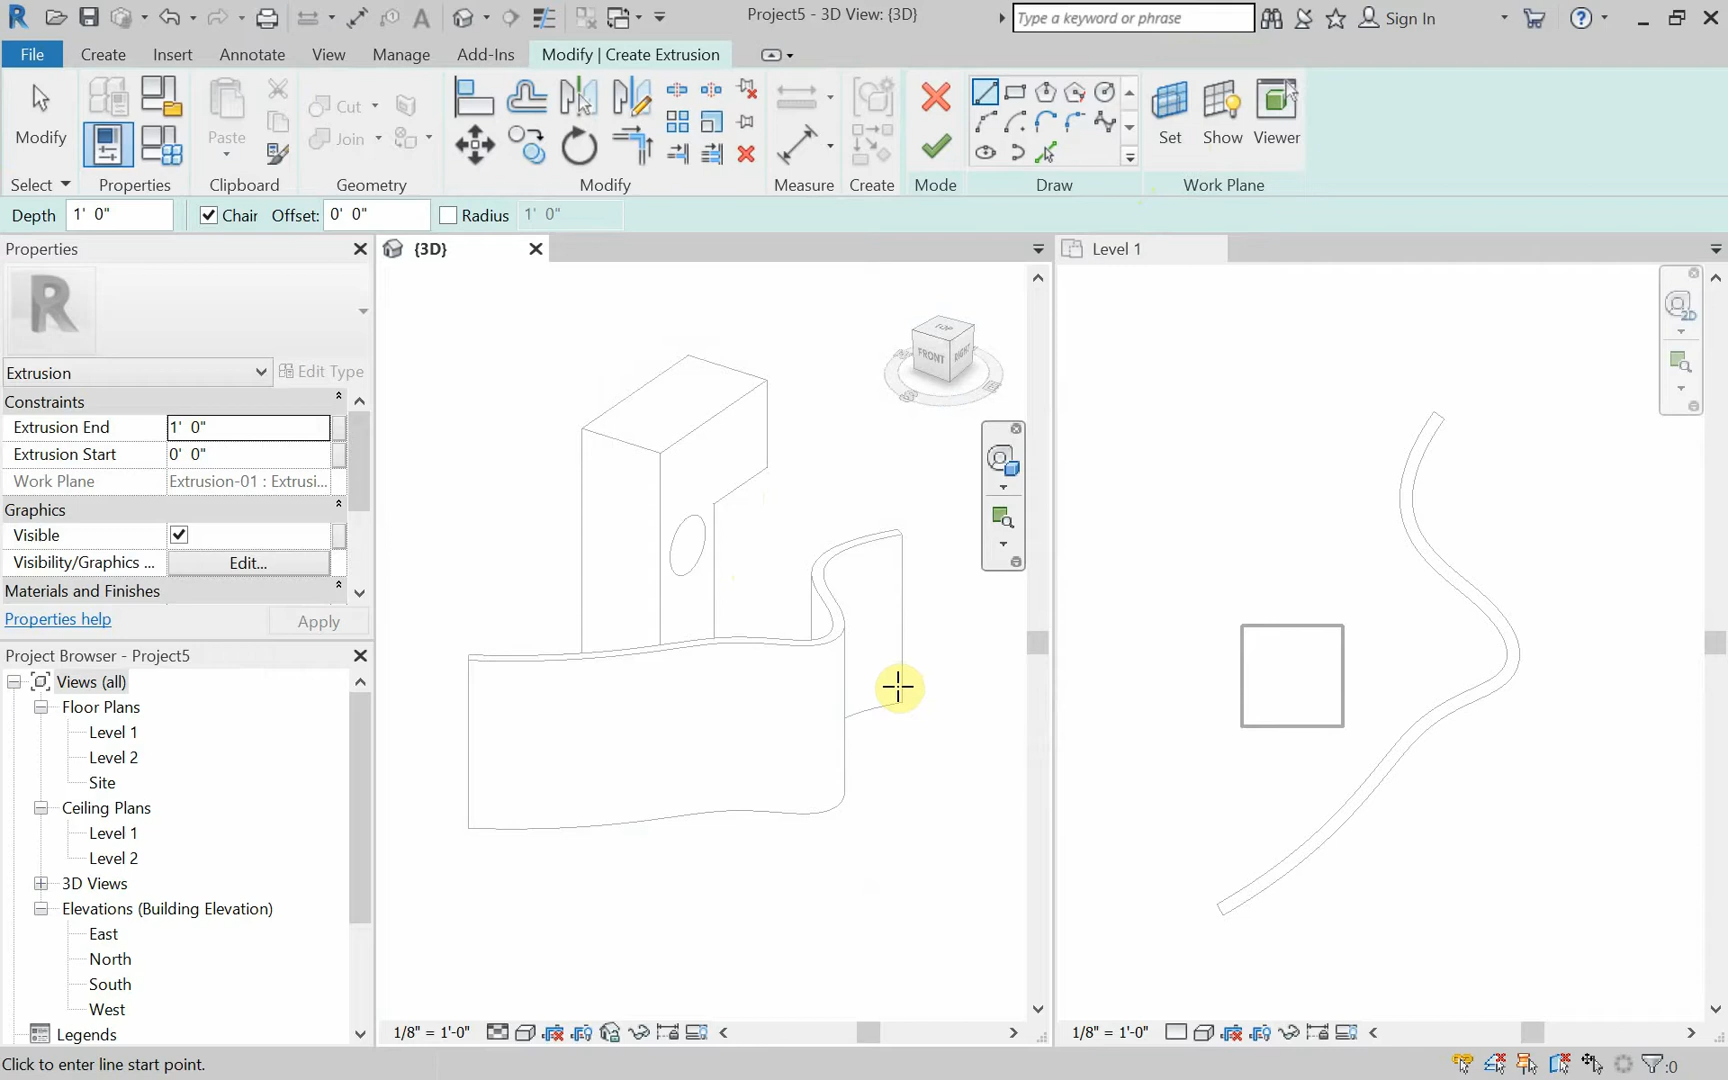 Project5 - 3D View: {3D}
Type a keyword or phrase
Sign In
File
Create
Insert
Annotate
View
Manage
Add-Ins
Modify | Create Extrusion
Modify
Paste
Cut
Join
Set
Show
Viewer
Select
Properties
Clipboard
Geometry
Modify
Measure
Create
Mode
Draw
Work Plane
Depth
1' 0"
Chair
Offset:
0' 0"
Radius
1' 0"
Properties
{3D}
Level 1
Extrusion
Edit Type
Constraints
Extrusion End
1' 0"
Extrusion Start
0' 0"
Work Plane
Extrusion-01 : Extrusi...
Graphics
Visible
Visibility/Graphics ...
Edit...
Materials and Finishes
Properties help
Apply
Project Browser - Project5
Views (all)
Floor Plans
Level 1
Level 2
Site
Ceiling Plans
Level 1
Level 2
3D Views
Elevations (Building Elevation)
East
North
South
West
Legends
TOP
FRONT
RIGHT
2D
1/8" = 1'-0"
1/8" = 1'-0"
Click to enter line start point.
:0